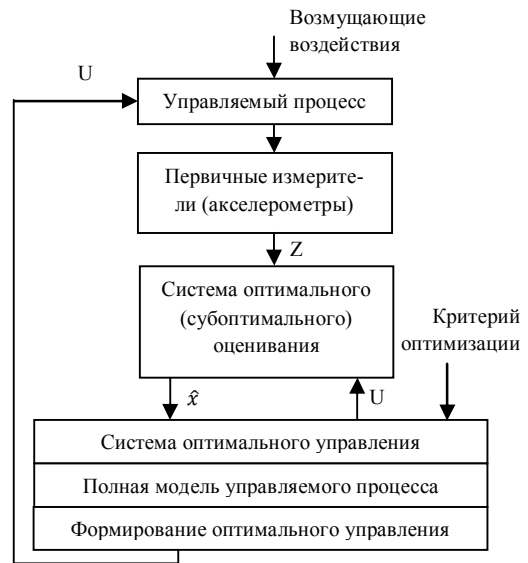 Возмущающие
воздействия
U
Управляемый процесс
Первичные измерите-
ли (акселерометры)
Z
Система оптимального
(субоптимального)
оценивания
Критерий
оптимизации
x̂
U
Система оптимального управления
Полная модель управляемого процесса
Формирование оптимального управления